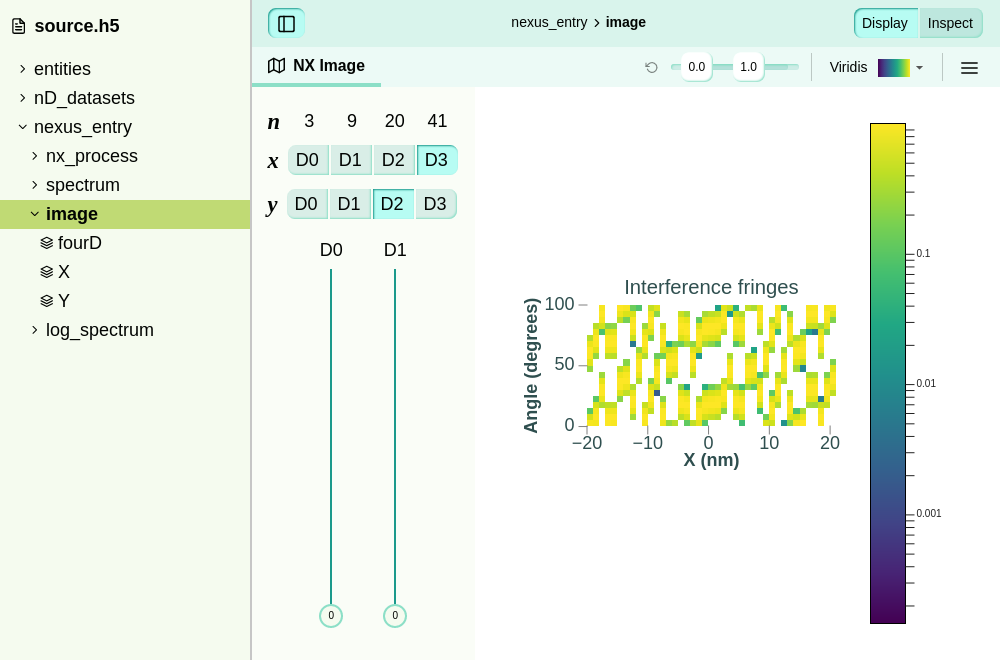 source.h5
entities
nD_datasets
nexus_entry
nx_process
spectrum
image
fourD
X
Y
log_spectrum
nexus_entry › image
Display Inspect
NX Image
0.0 1.0
Viridis
n 3 9 20 41
x D0 D1 D2 D3
y D0 D1 D2 D3
D0 D1
0 0
Interference fringes
Angle (degrees)
100
50
0
−20 −10 0 10 20
X (nm)
0.1
0.01
0.001